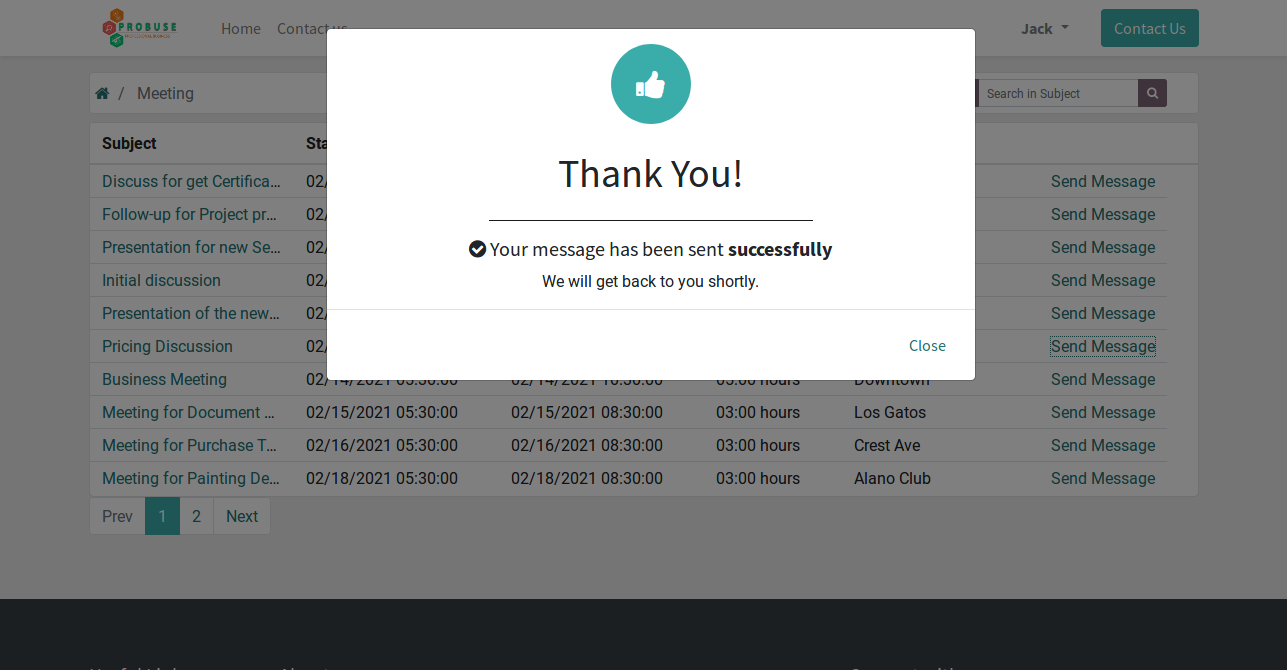 PROBUSE
Home Contact us Jack Contact Us
/ Meeting Search in Subject
Thank You!
Your message has been sent successfully
We will get back to you shortly.
Close
Subject Sta
Discuss for get Certifica... 02/ Send Message
Follow-up for Project pr... 02/ Send Message
Presentation for new Se... 02/ Send Message
Initial discussion 02/ Send Message
Presentation of the new... 02/ Send Message
Pricing Discussion 02/ Send Message
Business Meeting 02/14/2021 05:30:00 02/14/2021 10:30:00 05:00 hours Downtown Send Message
Meeting for Document ... 02/15/2021 05:30:00 02/15/2021 08:30:00 03:00 hours Los Gatos Send Message
Meeting for Purchase T... 02/16/2021 05:30:00 02/16/2021 08:30:00 03:00 hours Crest Ave Send Message
Meeting for Painting De... 02/18/2021 05:30:00 02/18/2021 08:30:00 03:00 hours Alano Club Send Message
Prev 1 2 Next